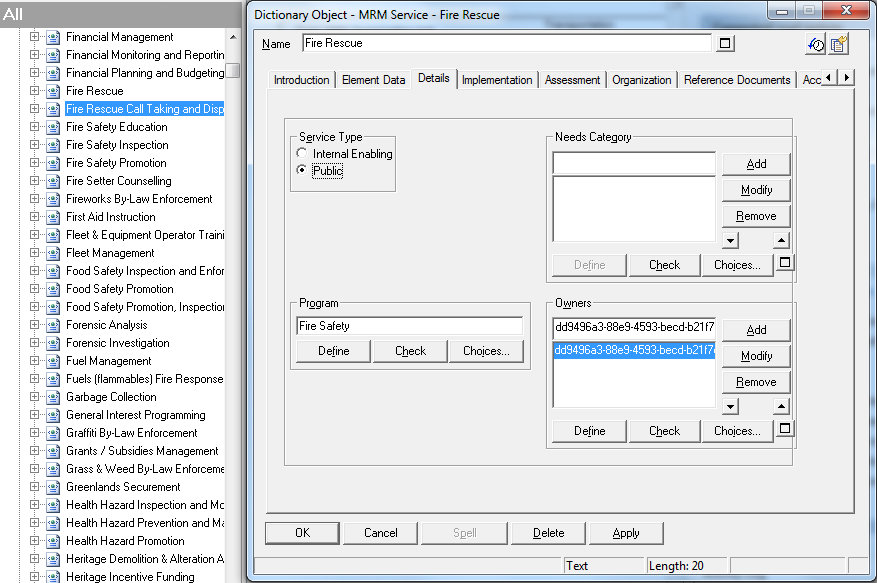 All
Financial Management
Financial Monitoring and Reportin
Financial Planning and Budgeting
Fire Rescue
Fire Rescue Call Taking and Disp
Fire Safety Education
Fire Safety Inspection
Fire Safety Promotion
Fire Setter Counselling
Fireworks By-Law Enforcement
First Aid Instruction
Fleet & Equipment Operator Traini
Fleet Management
Food Safety Inspection and Enfor
Food Safety Promotion
Food Safety Promotion, Inspection
Forensic Analysis
Forensic Investigation
Fuel Management
Fuels (flammables) Fire Response
Garbage Collection
General Interest Programming
Graffiti By-Law Enforcement
Grants / Subsidies Management
Grass & Weed By-Law Enforceme
Greenlands Securement
Health Hazard Inspection and Mo
Health Hazard Prevention and Ma
Health Hazard Promotion
Heritage Demolition & Alteration A
Heritage Incentive Funding
Dictionary Object - MRM Service - Fire Rescue
Name Fire Rescue
Introduction Element Data Details Implementation Assessment Organization Reference Documents Acc
Service Type
Internal Enabling
Public
Needs Category
Add
Modify
Remove
Define Check Choices...
Program
Fire Safety
Define Check Choices...
Owners
dd9496a3-88e9-4593-becd-b21f7
Add
dd9496a3-88e9-4593-becd-b21f7
Modify
Remove
Define Check Choices...
OK Cancel Spell Delete Apply
Text Length: 20